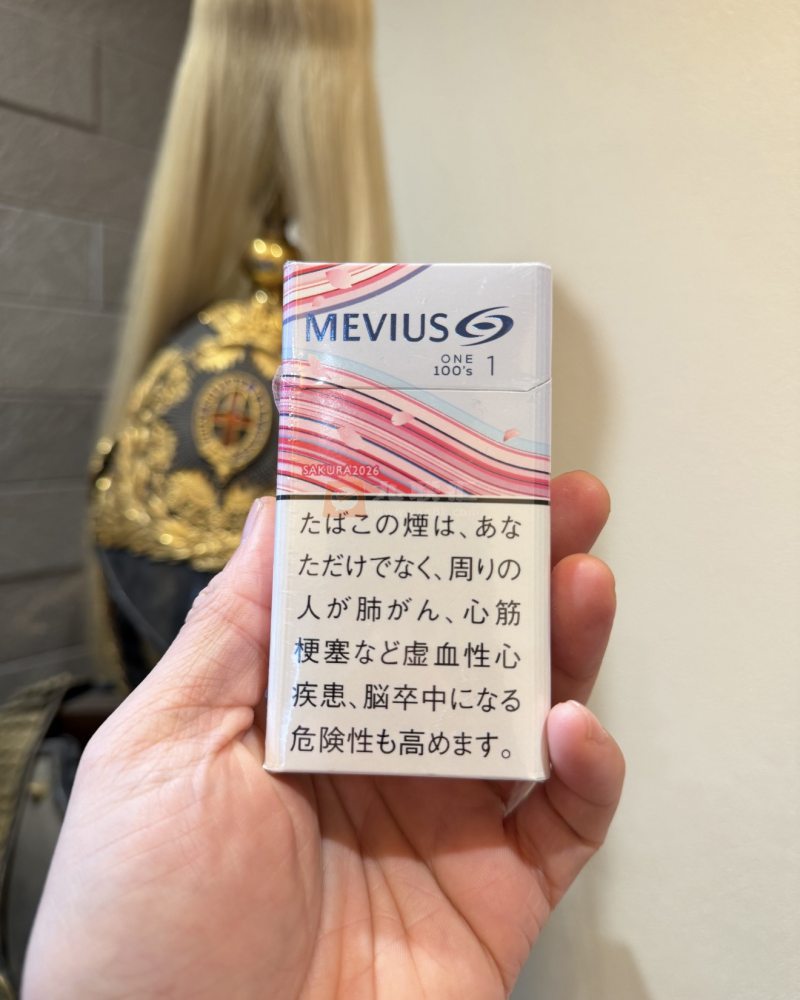 MEVIUS
ONE
100's 1
SAKURA2026
たばこの煙は、あな
ただけでなく、周りの
人が肺がん、心筋
梗塞など虚血性心
疾患、脳卒中になる
危険性も高めます。